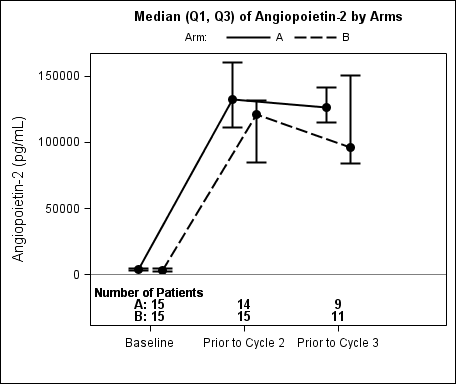 Median (Q1, Q3) of Angiopoietin-2 by Arms
Arm: A B
Angiopoietin-2 (pg/mL)
150000
100000
50000
0
Number of Patients
A: 15 14 9
B: 15 15 11
Baseline Prior to Cycle 2 Prior to Cycle 3